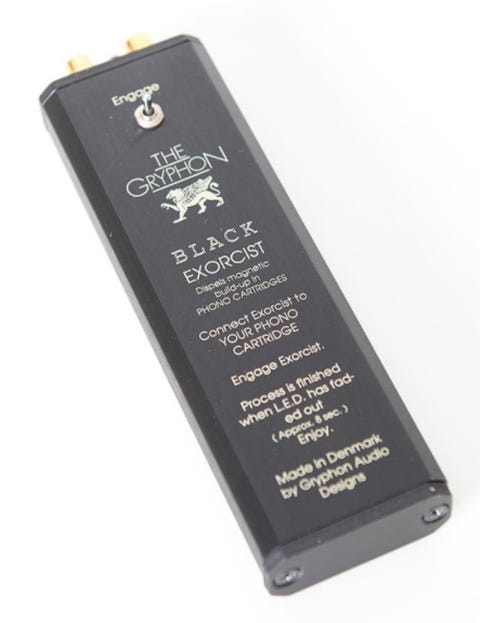 Engage
THE
GRYPHON
BLACK
EXORCIST
Dispels magnetic
build-up in
PHONO CARTRIDGES
Connect Exorcist to
YOUR PHONO
CARTRIDGE
Engage Exorcist.
Process is finished
when L.E.D. has fad-
ed out
(Approx. 8 sec.)
Enjoy.
Made in Denmark
by Gryphon Audio
Designs